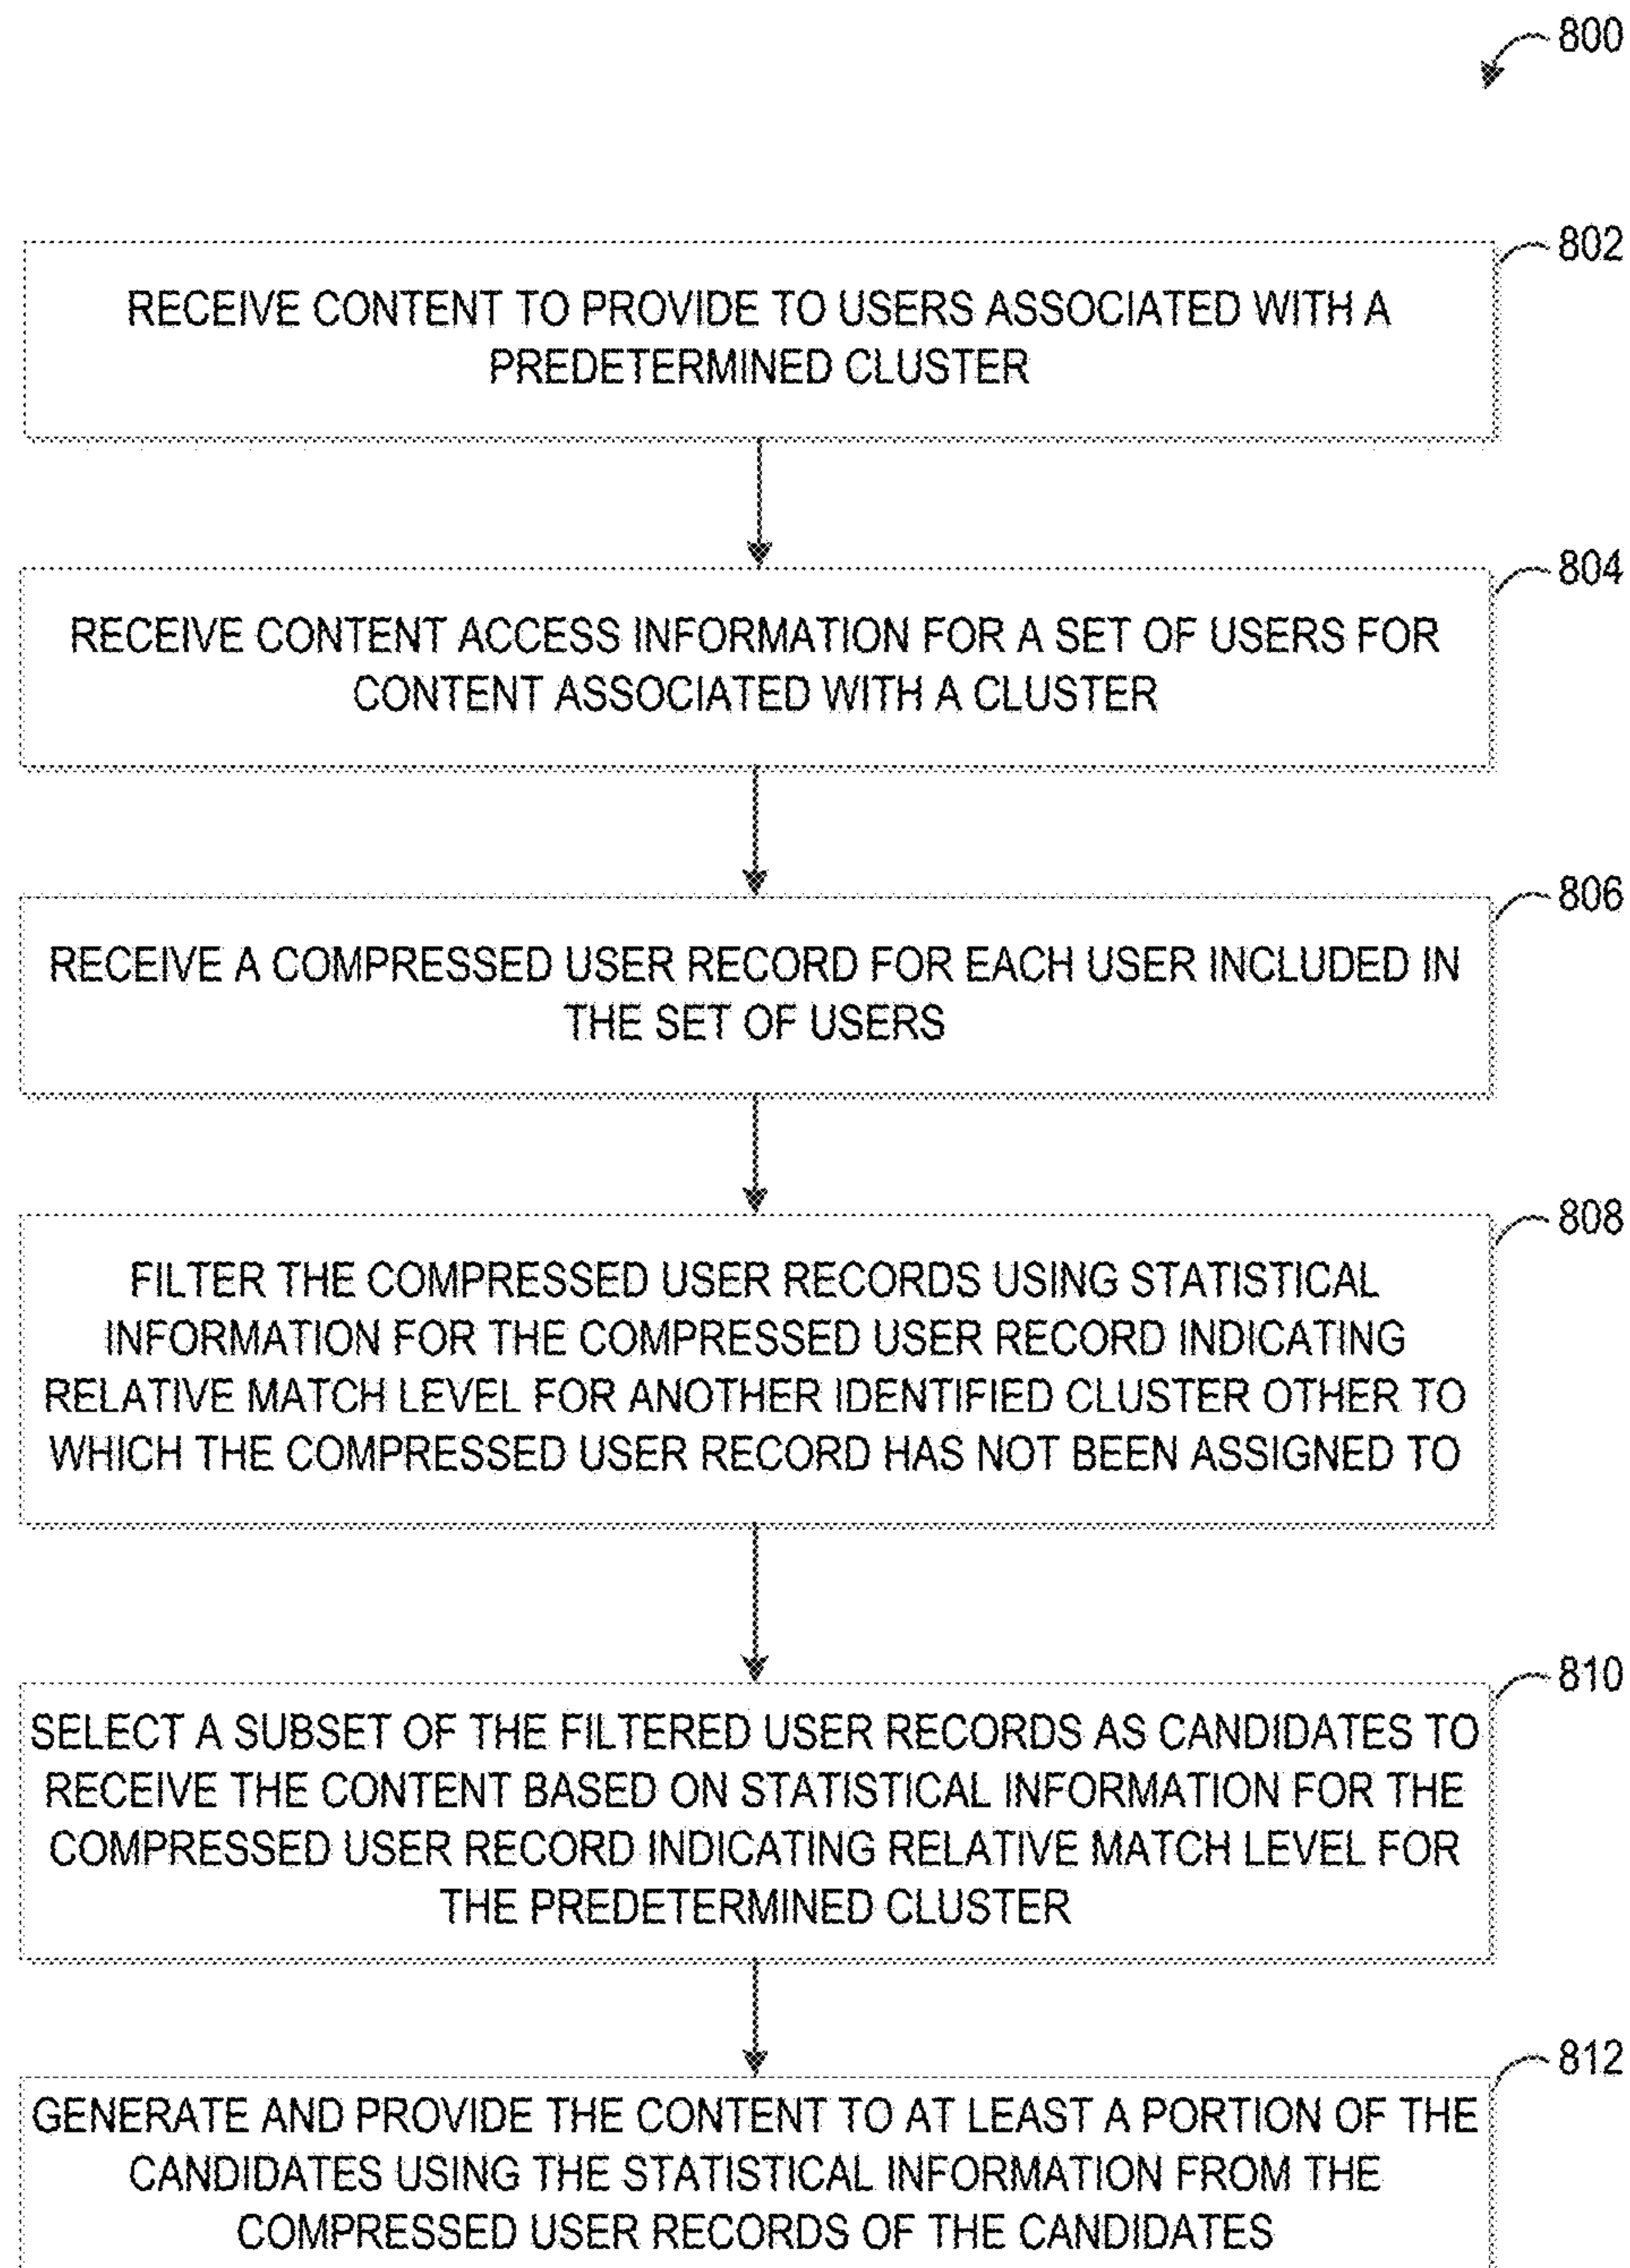 800
802
RECEIVE CONTENT TO PROVIDE TO USERS ASSOCIATED WITH A
PREDETERMINED CLUSTER
804
RECEIVE CONTENT ACCESS INFORMATION FOR A SET OF USERS FOR
CONTENT ASSOCIATED WITH A CLUSTER
806
RECEIVE A COMPRESSED USER RECORD FOR EACH USER INCLUDED IN
THE SET OF USERS
808
FILTER THE COMPRESSED USER RECORDS USING STATISTICAL
INFORMATION FOR THE COMPRESSED USER RECORD INDICATING
RELATIVE MATCH LEVEL FOR ANOTHER IDENTIFIED CLUSTER OTHER TO
WHICH THE COMPRESSED USER RECORD HAS NOT BEEN ASSIGNED TO
810
SELECT A SUBSET OF THE FILTERED USER RECORDS AS CANDIDATES TO
RECEIVE THE CONTENT BASED ON STATISTICAL INFORMATION FOR THE
COMPRESSED USER RECORD INDICATING RELATIVE MATCH LEVEL FOR
THE PREDETERMINED CLUSTER
812
GENERATE AND PROVIDE THE CONTENT TO AT LEAST A PORTION OF THE
CANDIDATES USING THE STATISTICAL INFORMATION FROM THE
COMPRESSED USER RECORDS OF THE CANDIDATES